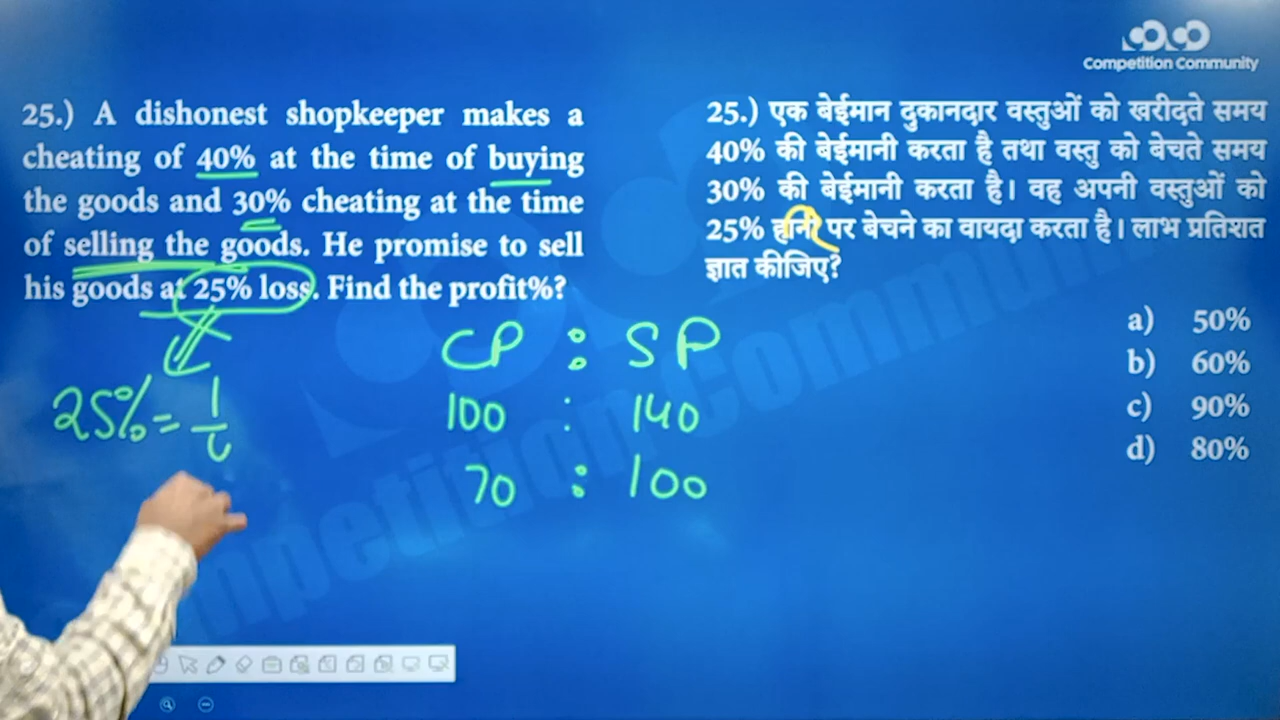 Competition Community
25.) A dishonest shopkeeper makes a
cheating of 40% at the time of buying
the goods and 30% cheating at the time
of selling the goods. He promise to sell
his goods at 25% loss. Find the profit%?
25.) एक बेईमान दुकानदार वस्तुओं को खरीदते समय
40% की बेईमानी करता है तथा वस्तु को बेचते समय
30% की बेईमानी करता है। वह अपनी वस्तुओं को
25% हानि पर बेचने का वायदा करता है। लाभ प्रतिशत
ज्ञात कीजिए?
a) 50%
b) 60%
c) 90%
d) 80%
CP : SP
100 : 140
70 : 100
25% = 1
Competition Community